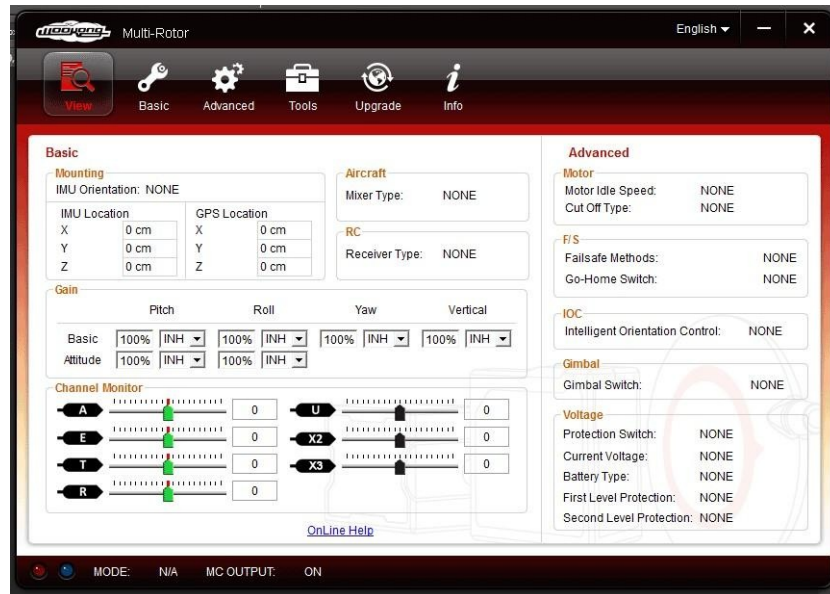 wooyong Multi-Rotor English
View Basic Advanced Tools Upgrade Info
Basic
Mounting
IMU Orientation: NONE
IMU Location GPS Location
X 0 cm X 0 cm
Y 0 cm Y 0 cm
Z 0 cm Z 0 cm
Aircraft
Mixer Type: NONE
RC
Receiver Type: NONE
Gain
Pitch Roll Yaw Vertical
Basic 100% INH 100% INH 100% INH 100% INH
Attitude 100% INH 100% INH
Channel Monitor
A 0 U 0
E 0 X2 0
T 0 X3 0
R 0
OnLine Help
Advanced
Motor
Motor Idle Speed: NONE
Cut Off Type: NONE
F/S
Failsafe Methods: NONE
Go-Home Switch: NONE
IOC
Intelligent Orientation Control: NONE
Gimbal
Gimbal Switch: NONE
Voltage
Protection Switch: NONE
Current Voltage: NONE
Battery Type: NONE
First Level Protection: NONE
Second Level Protection: NONE
MODE: N/A MC OUTPUT: ON